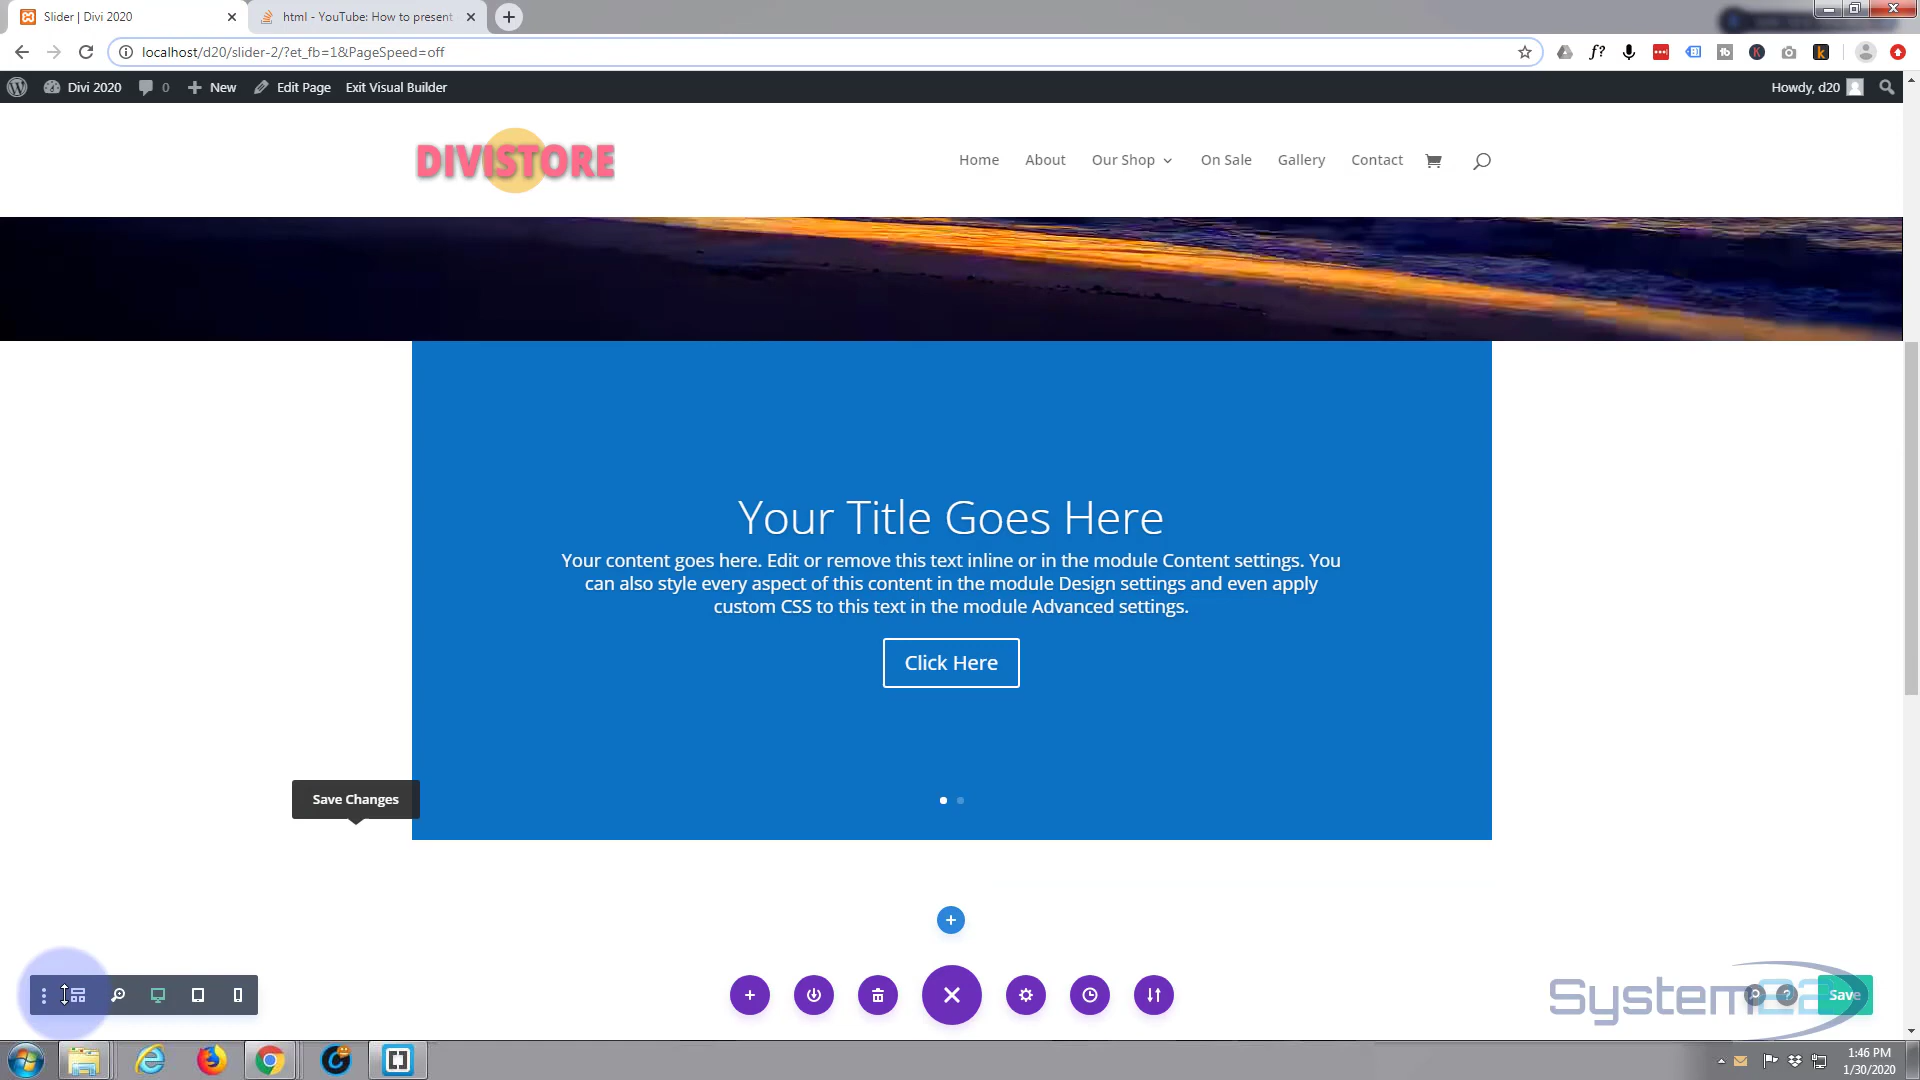 Slider | Divi 2020
html - YouTube: How to present
localhost/d20/slider-2/?et_fb=1&PageSpeed=off
Divi 2020
0
New
Edit Page
Exit Visual Builder
Howdy, d20
DIVISTORE
Home
About
Our Shop
On Sale
Gallery
Contact
Your Title Goes Here
Your content goes here. Edit or remove this text inline or in the module Content settings. You
can also style every aspect of this content in the module Design settings and even apply
custom CSS to this text in the module Advanced settings.
Click Here
Save Changes
System22
Save
1:46 PM
1/30/2020